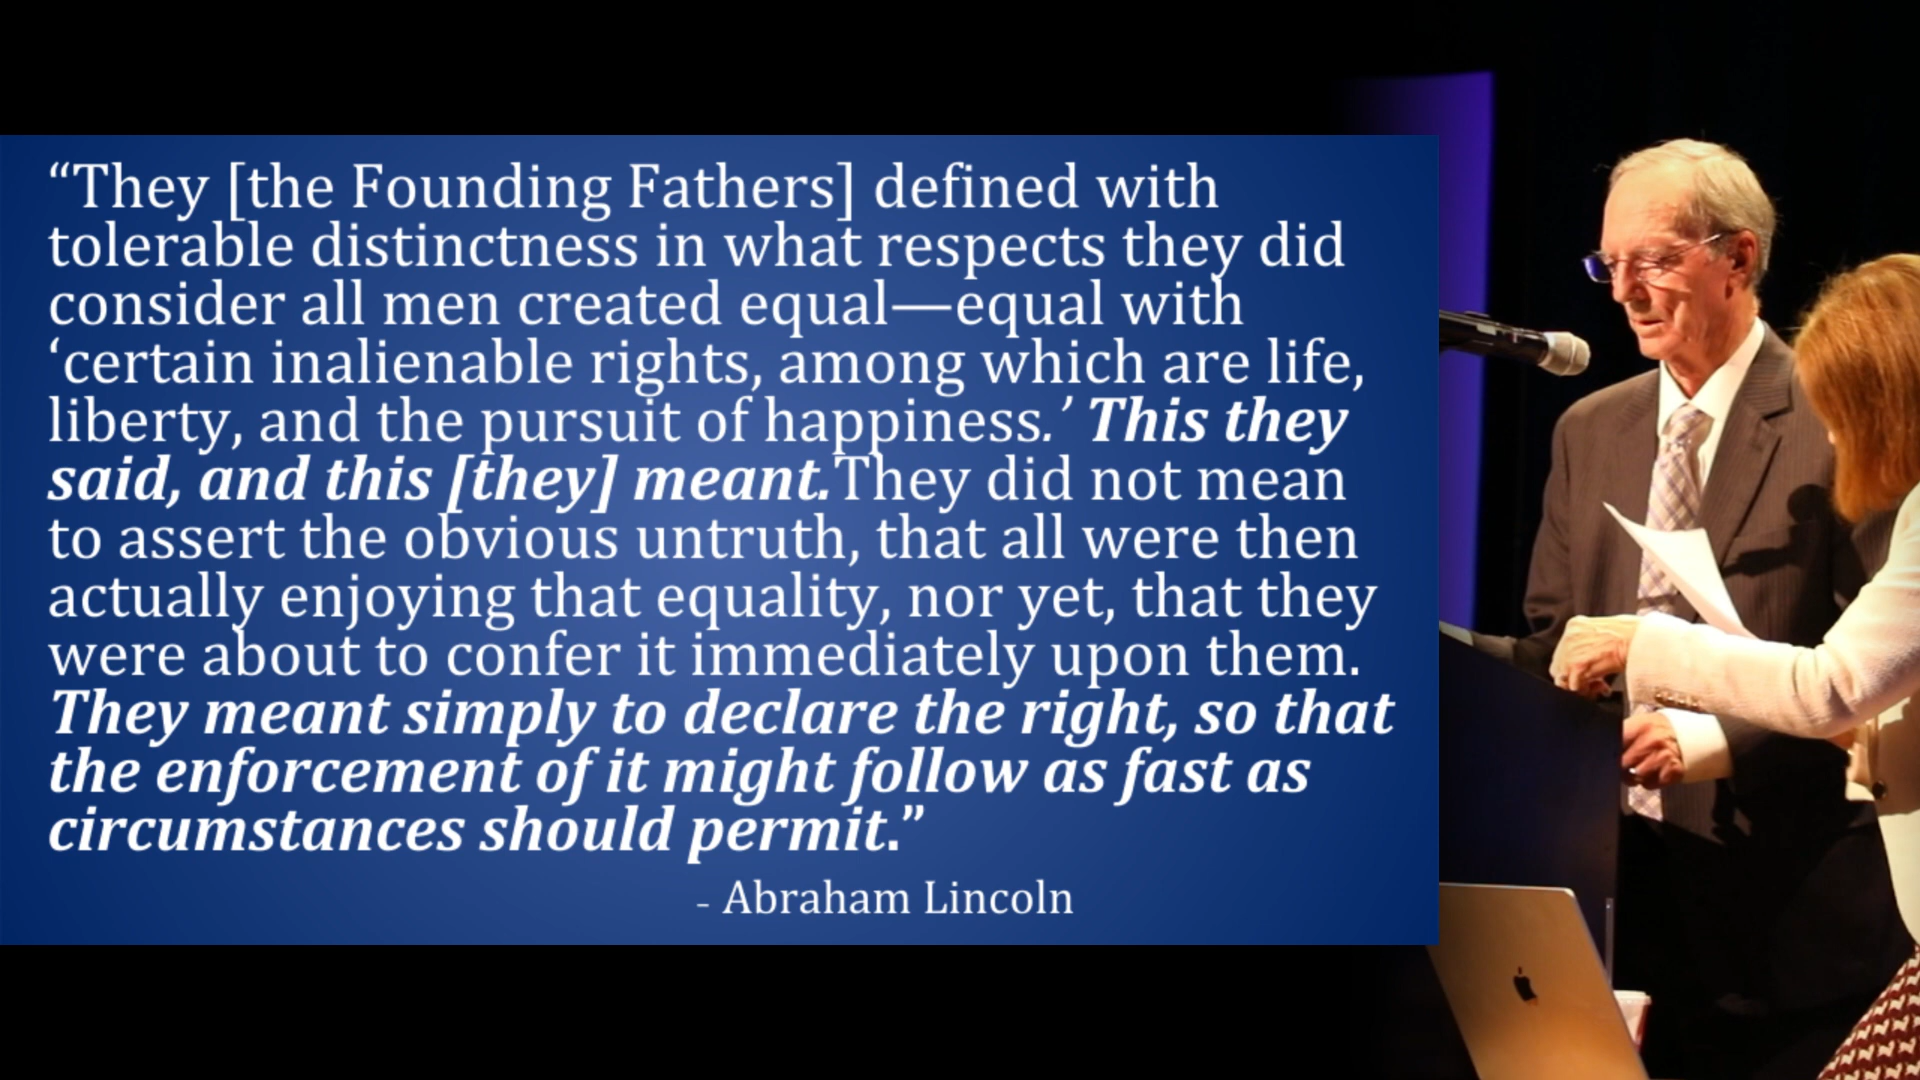 “They [the Founding Fathers] defined with
tolerable distinctness in what respects they did
consider all men created equal—equal with
‘certain inalienable rights, among which are life,
liberty, and the pursuit of happiness.’ This they
said, and this [they] meant.They did not mean
to assert the obvious untruth, that all were then
actually enjoying that equality, nor yet, that they
were about to confer it immediately upon them.
They meant simply to declare the right, so that
the enforcement of it might follow as fast as
circumstances should permit.”
- Abraham Lincoln